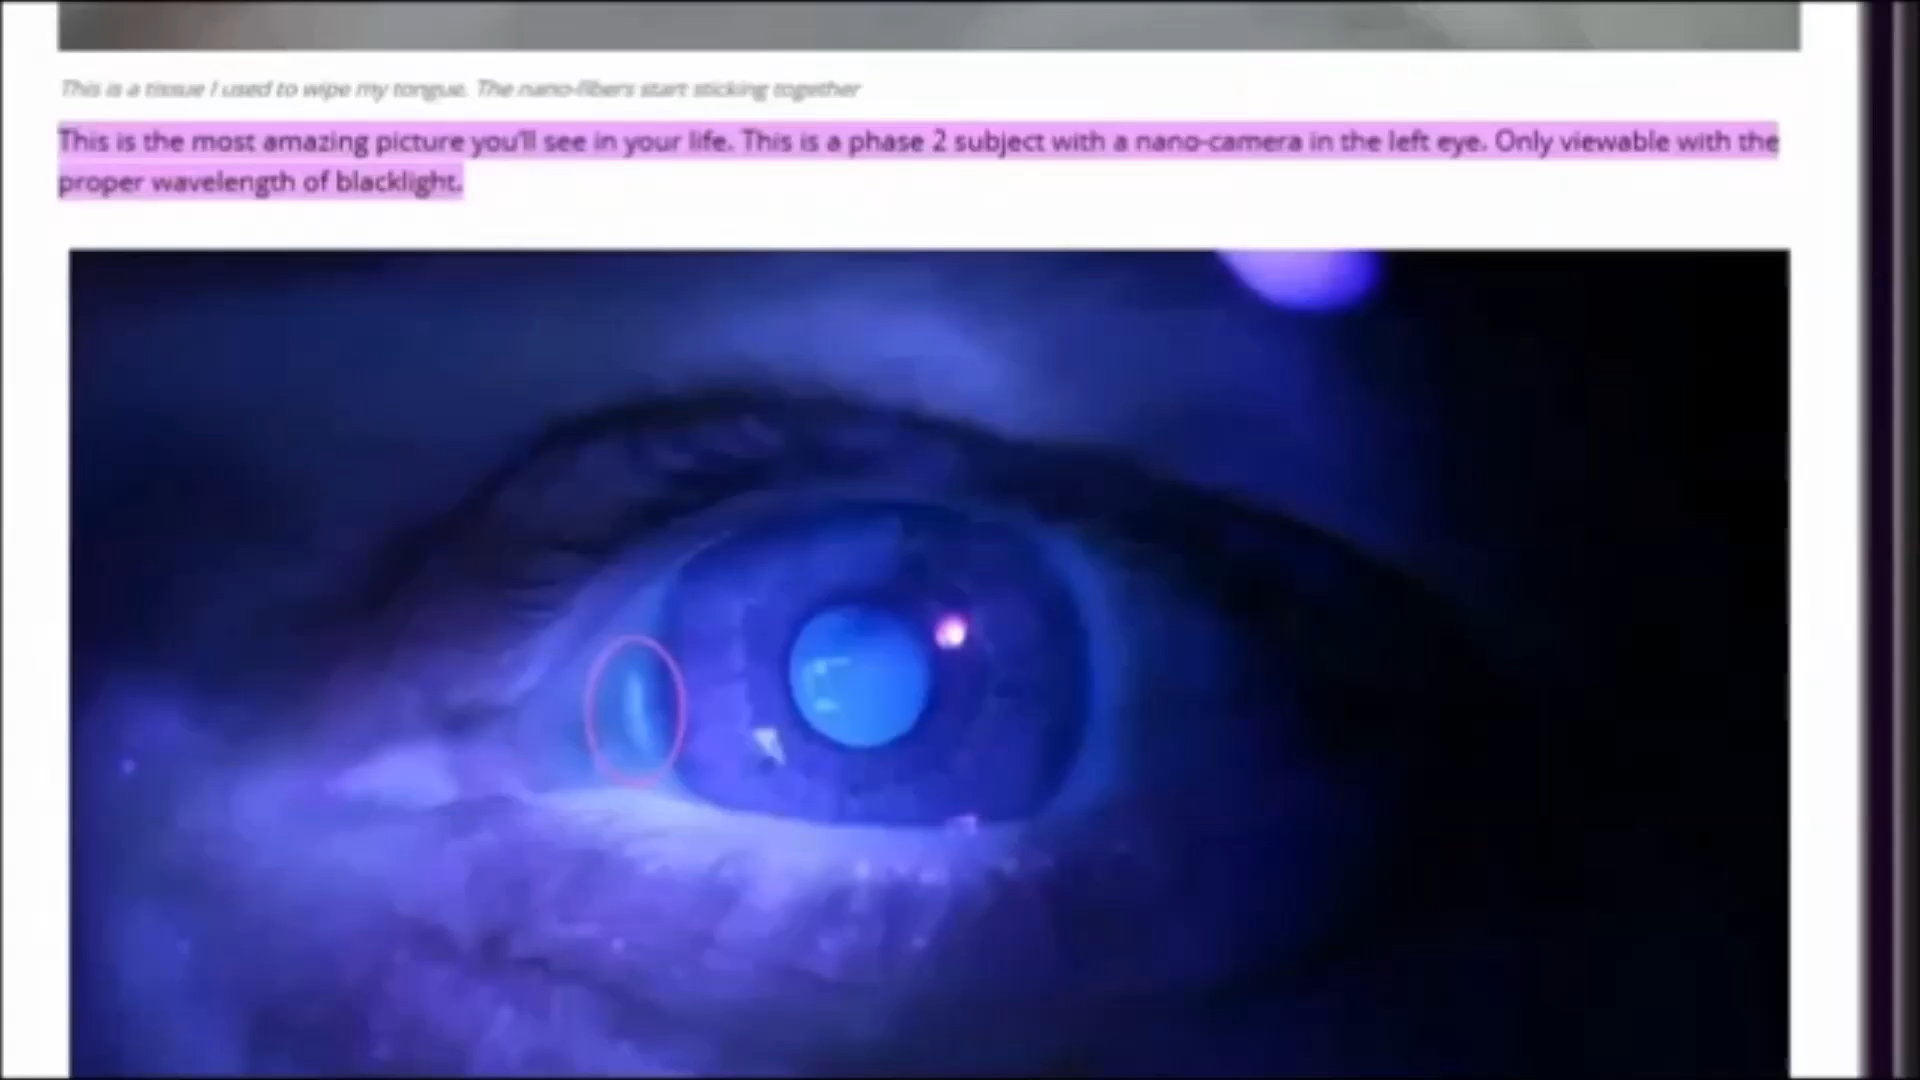 This is a tissue I used to wipe my tongue. The nano-fibers start sticking together
This is the most amazing picture you'll see in your life. This is a phase 2 subject with a nano-camera in the left eye. Only viewable with the
proper wavelength of blacklight.